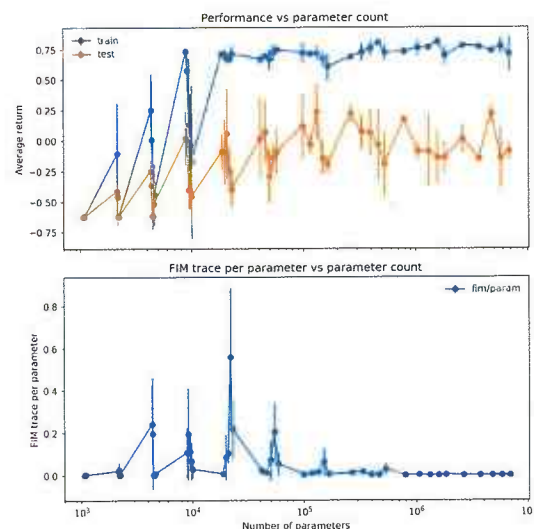 Performance vs parameter count
train
test
Average return
0.75
0.50
0.25
0.00
−0.25
−0.50
−0.75
FIM trace per parameter vs parameter count
fim/param
FIM trace per parameter
0.8
0.6
0.4
0.2
0.0
10³
10⁴
10⁵
10⁶
10
Number of parameters